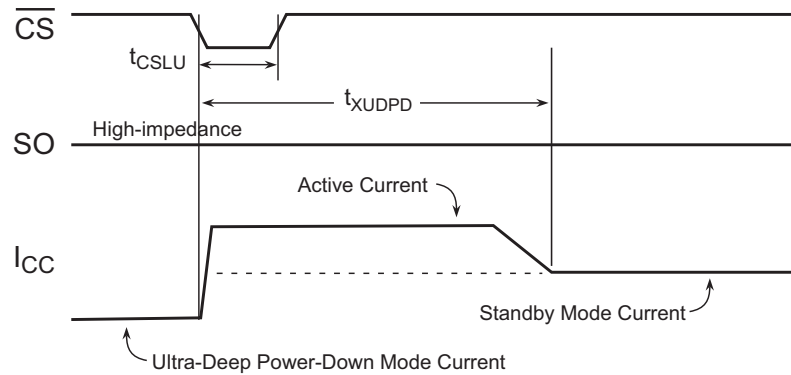 CS
tCSLU
tXUDPD
High-impedance
SO
Active Current
ICC
Standby Mode Current
Ultra-Deep Power-Down Mode Current